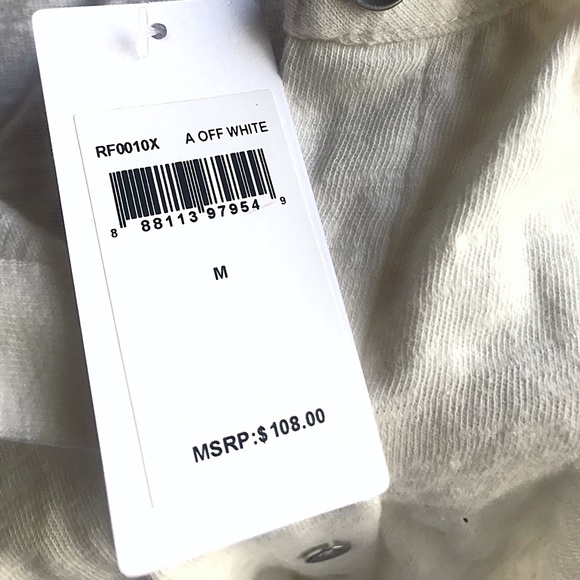 RF0010X A OFF WHITE
8 88113 97954 9
M
MSRP:$108.00